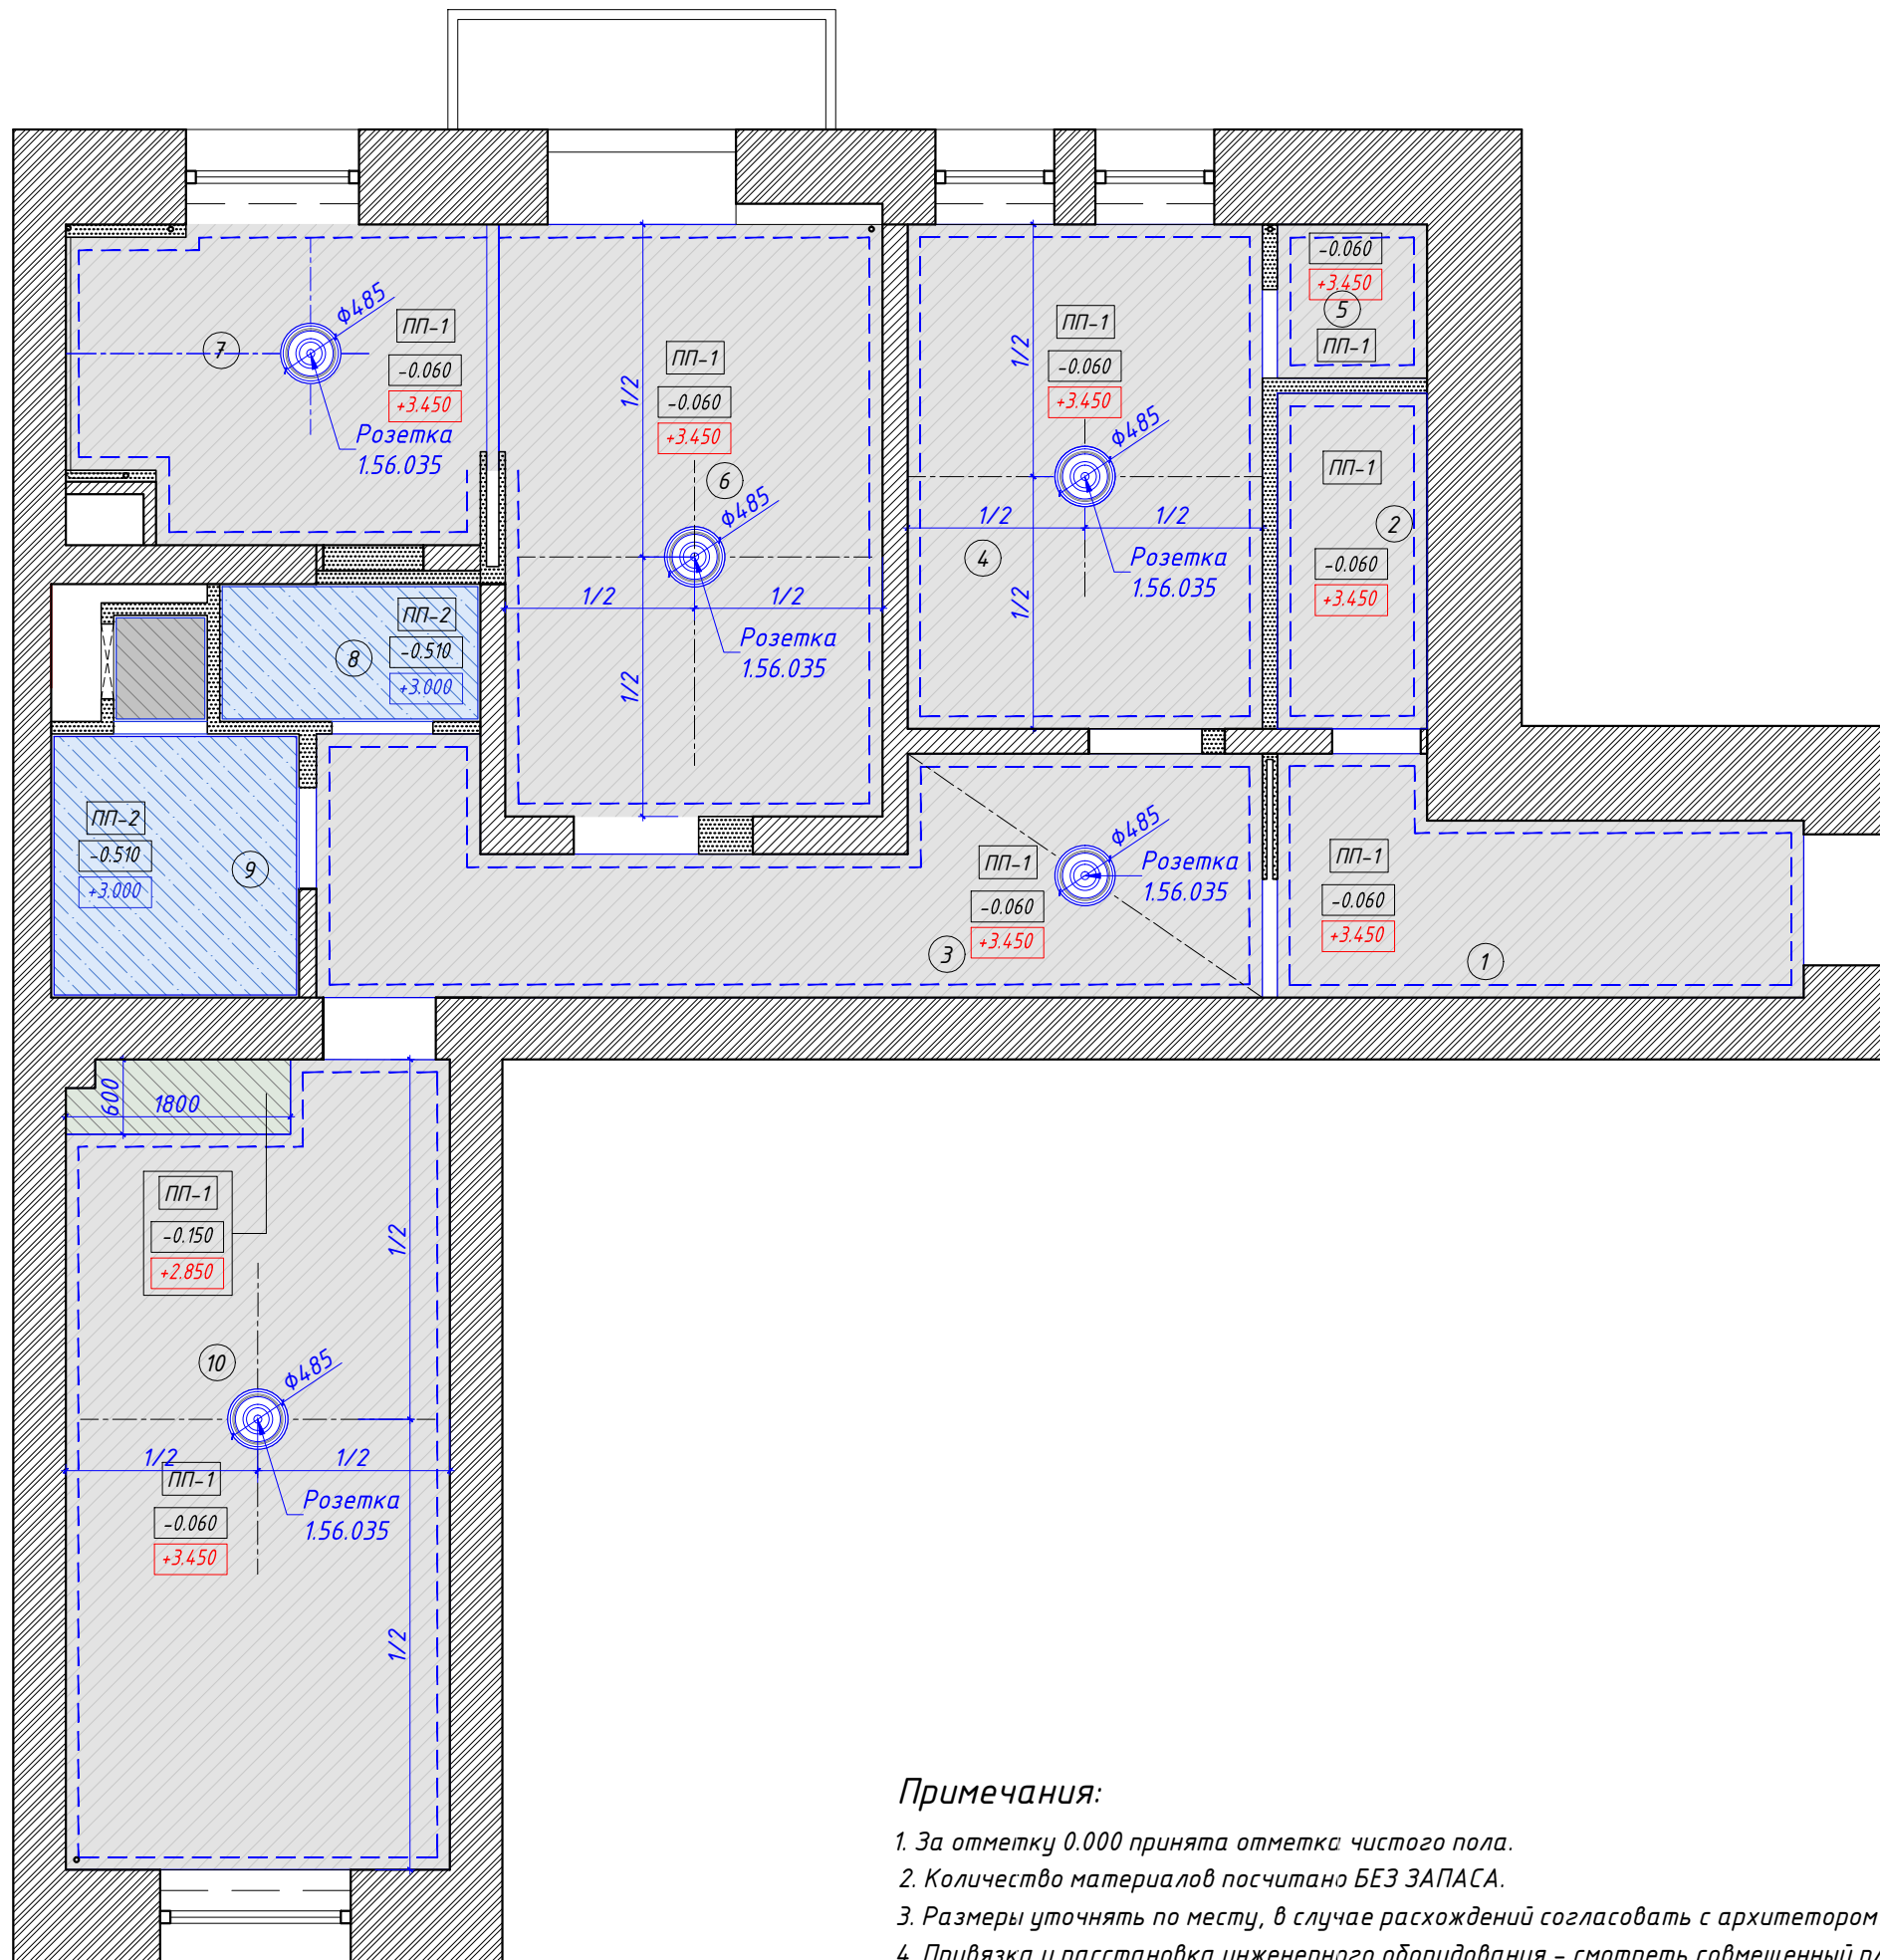 -0.060
+3.450
5
ПП-1
Ф485
ПП-1
7
-0.060
+3.450
Розетка
1.56.035
ПП-1
-0.060
+3.450
1/2
6
Ф485
1/2
1/2
Розетка
1.56.035
1/2
ПП-1
1/2
-0.060
+3.450
Ф485
1/2
1/2
4
Розетка
1.56.035
1/2
ПП-1
2
-0.060
+3.450
ПП-2
8
-0.510
+3.000
ПП-2
-0.510
9
+3.000
Ф485
ПП-1
Розетка
1.56.035
-0.060
+3.450
3
ПП-1
-0.060
+3.450
1
600
1800
ПП-1
-0.150
+2.850
1/2
10
Ф485
1/2
1/2
ПП-1
Розетка
1.56.035
-0.060
+3.450
1/2
Примечания:
1. За отметку 0.000 принята отметка чистого пола.
2. Количество материалов посчитано БЕЗ ЗАПАСА.
3. Размеры уточнять по месту, в случае расхождений согласовать с архитетором
4. Привязка и расстановка инженерного оборудования - смотреть совмещенный